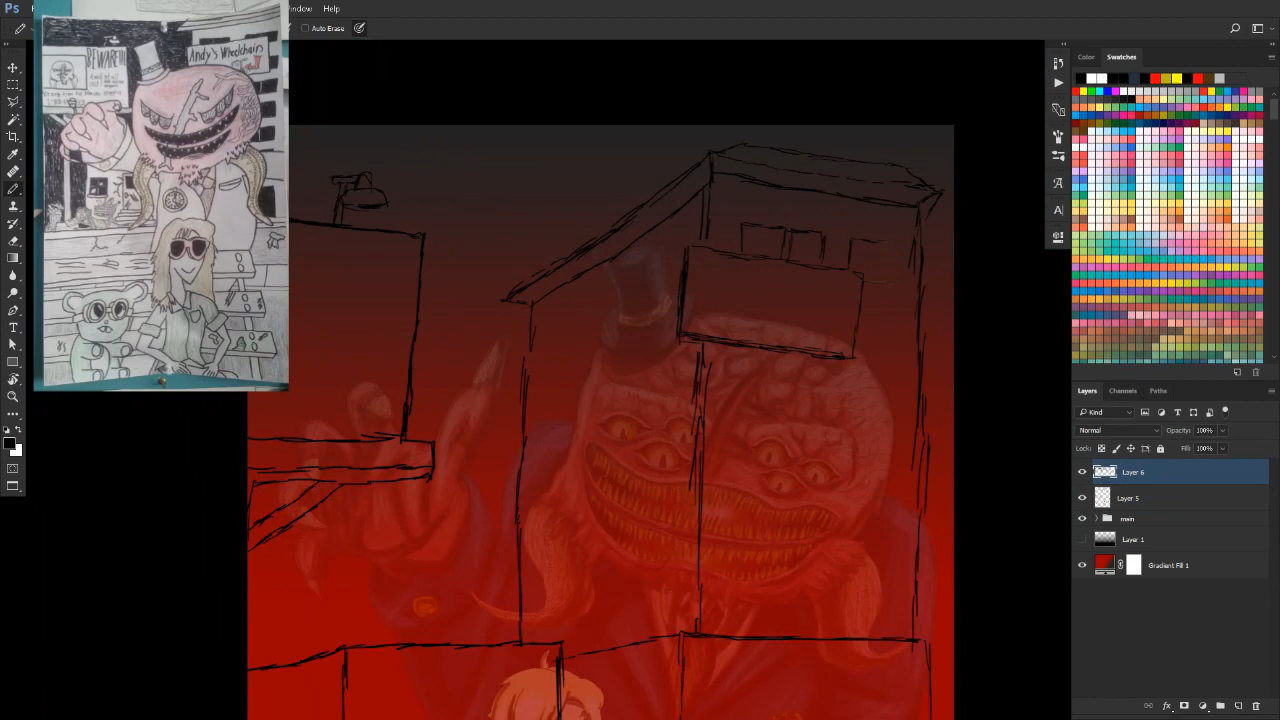 Ps
Window
Help
Auto Erase
BEWARE!!!
Andy's Wheelchairs
Color
Swatches
Layers
Channels
Paths
Kind
Normal
Opacity: 100%
Lock:
Fill: 100%
Layer 6
Layer 5
main
Layer 1
Gradient Fill 1